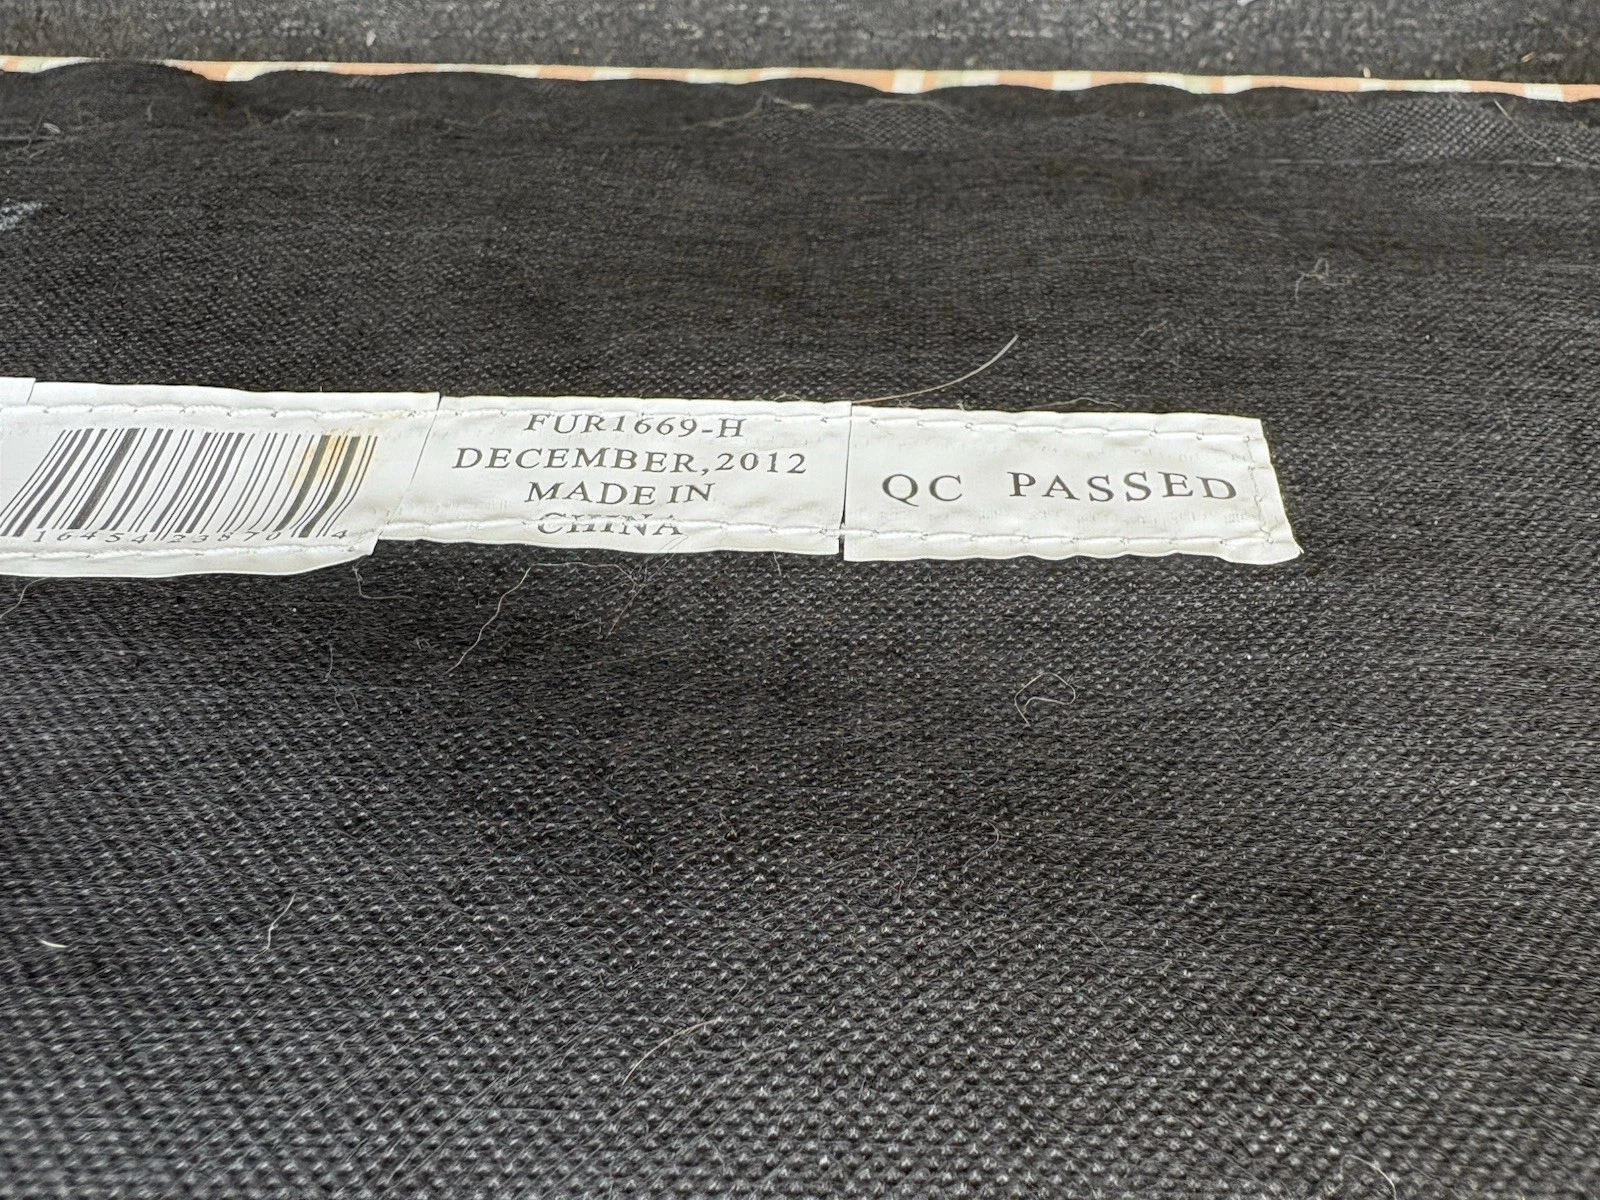 16454 23870 4
FUR1669-H
DECEMBER,2012
MADE IN
CHINA
QC PASSED